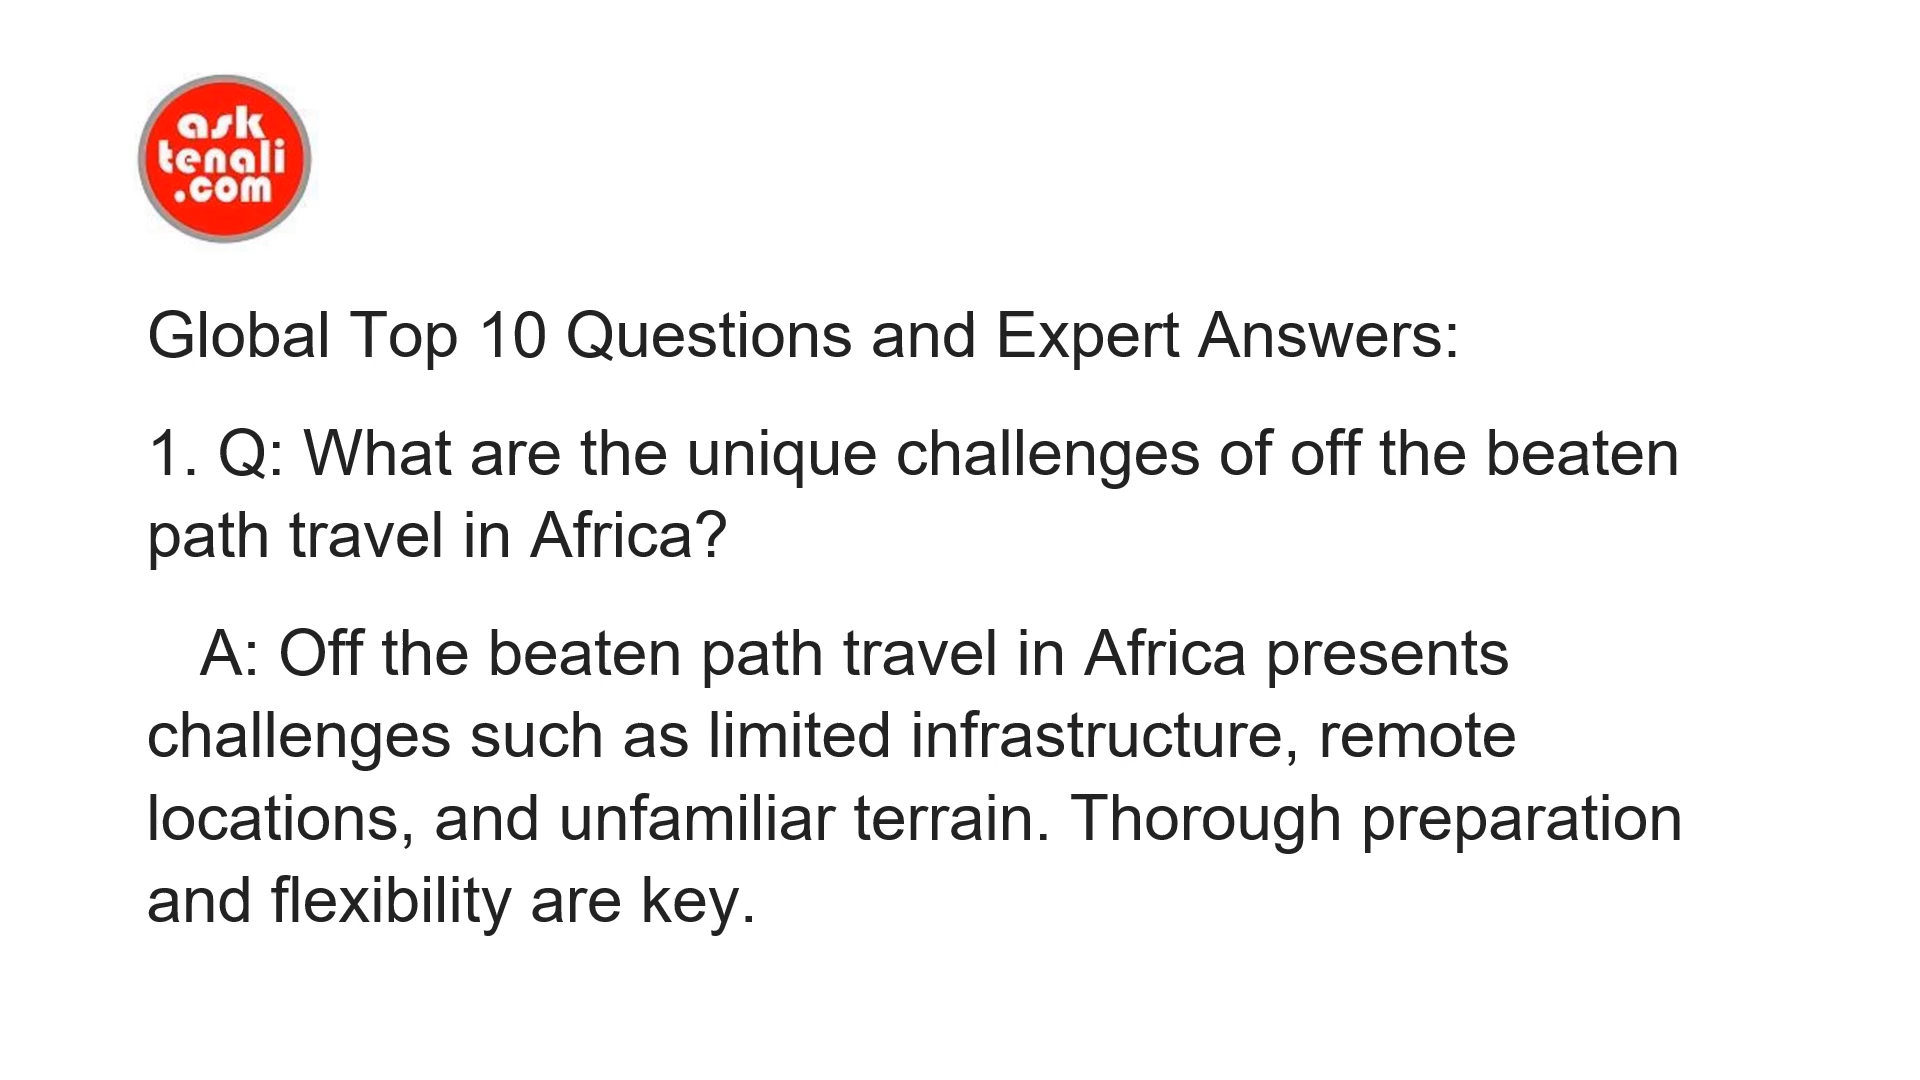 ask
tenali
.com
Global Top 10 Questions and Expert Answers:
1. Q: What are the unique challenges of off the beaten
path travel in Africa?
A: Off the beaten path travel in Africa presents
challenges such as limited infrastructure, remote
locations, and unfamiliar terrain. Thorough preparation
and flexibility are key.